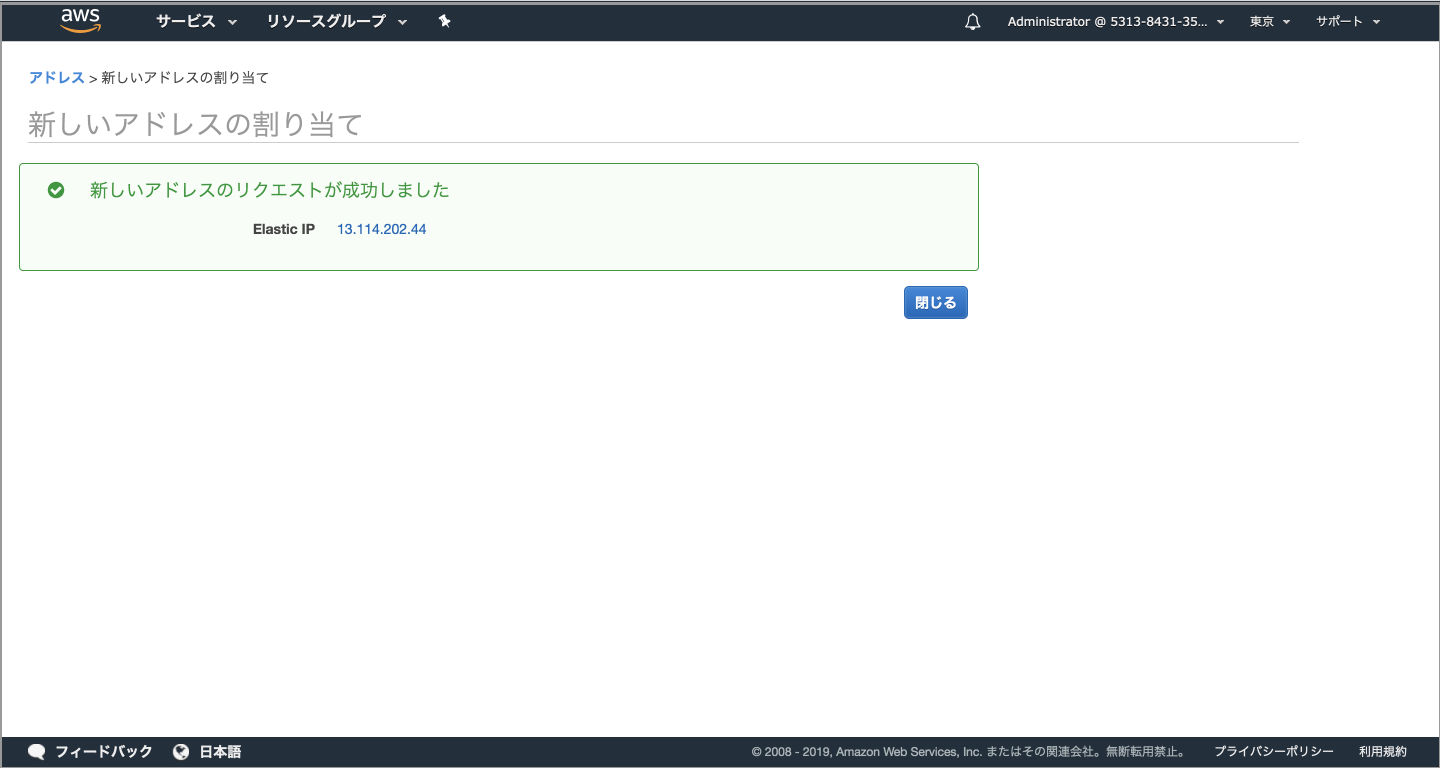 aws サービス リソースグループ Administrator @ 5313-8431-35... 東京 サポート
アドレス > 新しいアドレスの割り当て
新しいアドレスの割り当て
新しいアドレスのリクエストが成功しました
Elastic IP 13.114.202.44
閉じる
フィードバック 日本語 © 2008 - 2019, Amazon Web Services, Inc. またはその関連会社。無断転用禁止。 プライバシーポリシー 利用規約